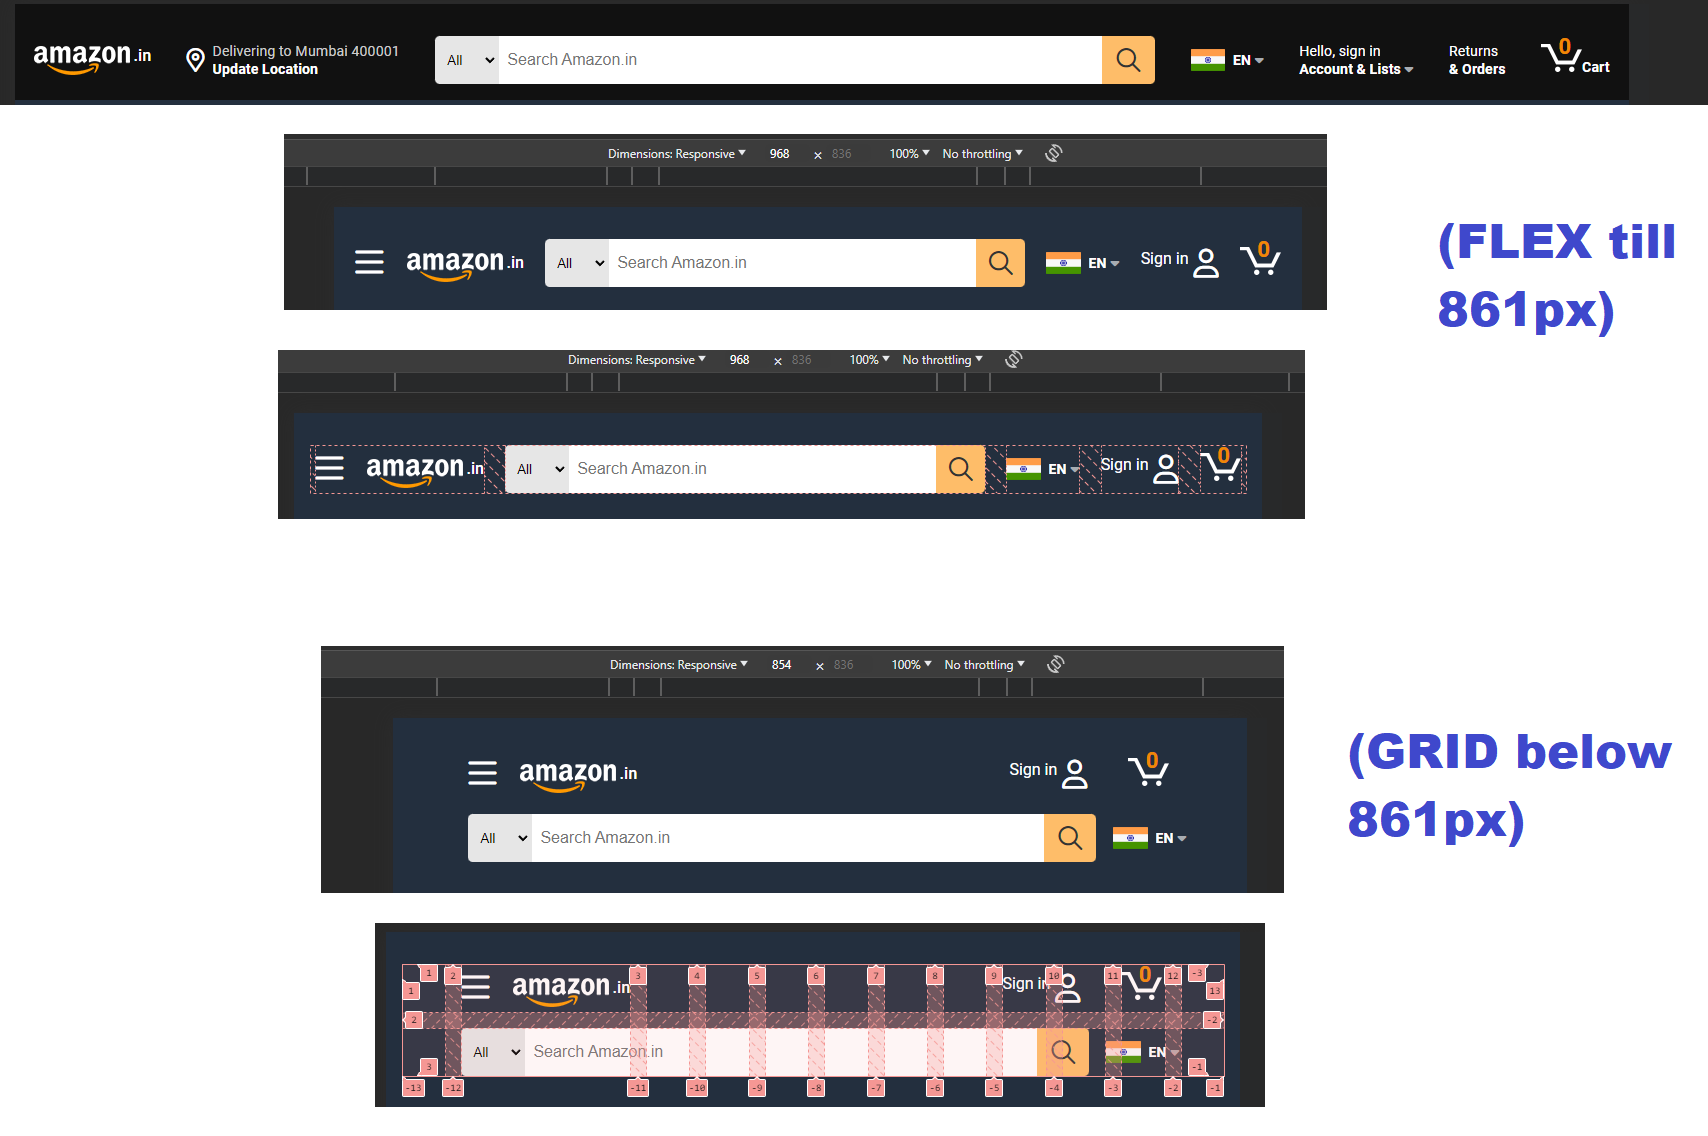 amazon.in
Delivering to Mumbai 400001
Update Location
All
Search Amazon.in
EN
Hello, sign in
Account & Lists
Returns
& Orders
0
Cart
Dimensions: Responsive 968 × 836 100% No throttling
amazon.in All Search Amazon.in EN Sign in 0
(FLEX till
861px)
Dimensions: Responsive 968 × 836 100% No throttling
amazon.in All Search Amazon.in EN Sign in 0
Dimensions: Responsive 854 × 836 100% No throttling
amazon.in Sign in 0
All Search Amazon.in EN
(GRID below
861px)
1 2 3 4 5 6 7 8 9 10 11 12 -3
amazon.in Sign in 0
1 13
2 -2
All Search Amazon.in EN
3 -1
-13 -12 -11 -10 -9 -8 -7 -6 -5 -4 -3 -2 -1